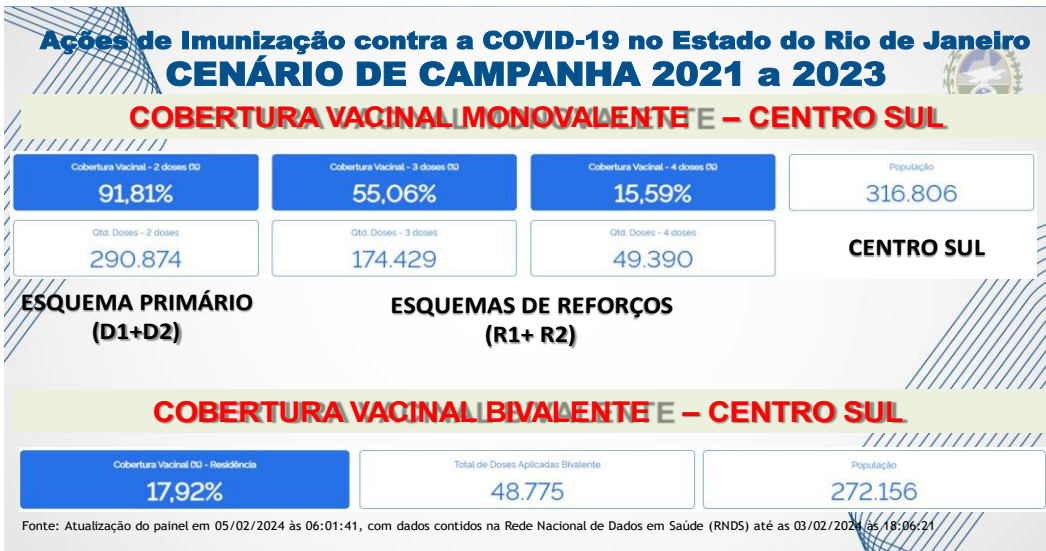 Ações de Imunização contra a COVID-19 no Estado do Rio de Janeiro
CENÁRIO DE CAMPANHA 2021 a 2023
COBERTURA VACINAL MONOVALENTE – CENTRO SUL
Cobertura Vacinal - 2 doses (%)
91,81%
Cobertura Vacinal - 3 doses (%)
55,06%
Cobertura Vacinal - 4 doses (%)
15,59%
População
316.806
Qtd. Doses - 2 doses
290.874
Qtd. Doses - 3 doses
174.429
Qtd. Doses - 4 doses
49.390
CENTRO SUL
ESQUEMA PRIMÁRIO
(D1+D2)
ESQUEMAS DE REFORÇOS
(R1+ R2)
COBERTURA VACINAL BIVALENTE – CENTRO SUL
Cobertura Vacinal (%) - Residência
17,92%
Total de Doses Aplicadas Bivalente
48.775
População
272.156
Fonte: Atualização do painel em 05/02/2024 às 06:01:41, com dados contidos na Rede Nacional de Dados em Saúde (RNDS) até as 03/02/2024 às 18:06:21